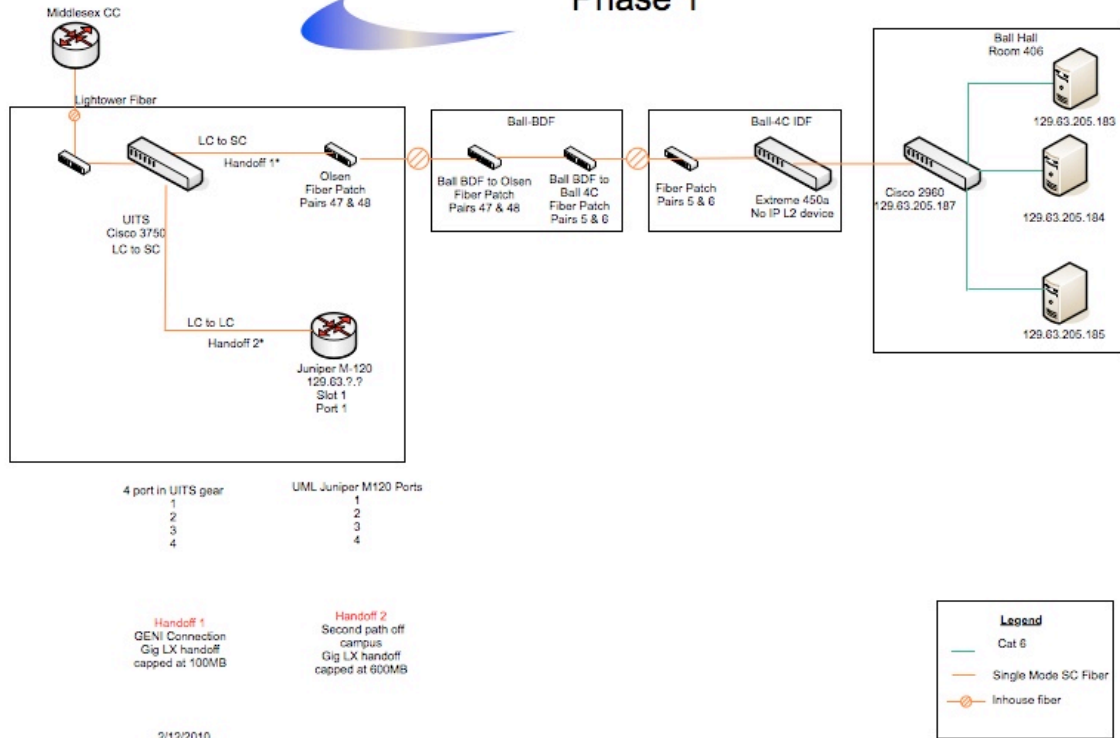 Phase 1
Middlesex CC
Lightower Fiber
LC to SC
Handoff 1*
UITS
Cisco 3750
LC to SC
Olsen
Fiber Patch
Pairs 47 & 48
LC to LC
Handoff 2*
Juniper M-120
129.63.?.?
Slot 1
Port 1
Ball-BDF
Ball BDF to Olsen
Fiber Patch
Pairs 47 & 48
Ball BDF to
Ball 4C
Fiber Patch
Pairs 5 & 6
Ball-4C IDF
Fiber Patch
Pairs 5 & 6
Extreme 450a
No IP L2 device
Ball Hall
Room 406
Cisco 2960
129.63.205.187
129.63.205.183
129.63.205.184
129.63.205.185
4 port in UITS gear
1
2
3
4
UML Juniper M120 Ports
1
2
3
4
Handoff 1
GENI Connection
Gig LX handoff
capped at 100MB
Handoff 2
Second path off
campus
Gig LX handoff
capped at 600MB
Legend
Cat 6
Single Mode SC Fiber
Inhouse fiber